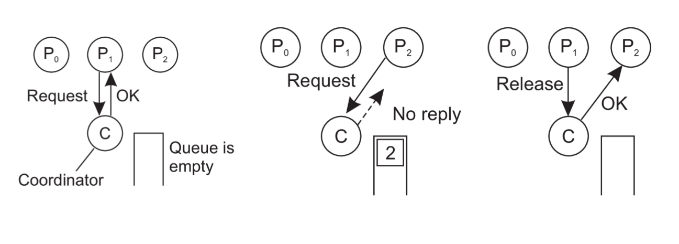 P0 P1 P2
Request OK
C
Queue is
empty
Coordinator
P0 P1 P2
Request
No reply
C
2
P0 P1 P2
Release
OK
C